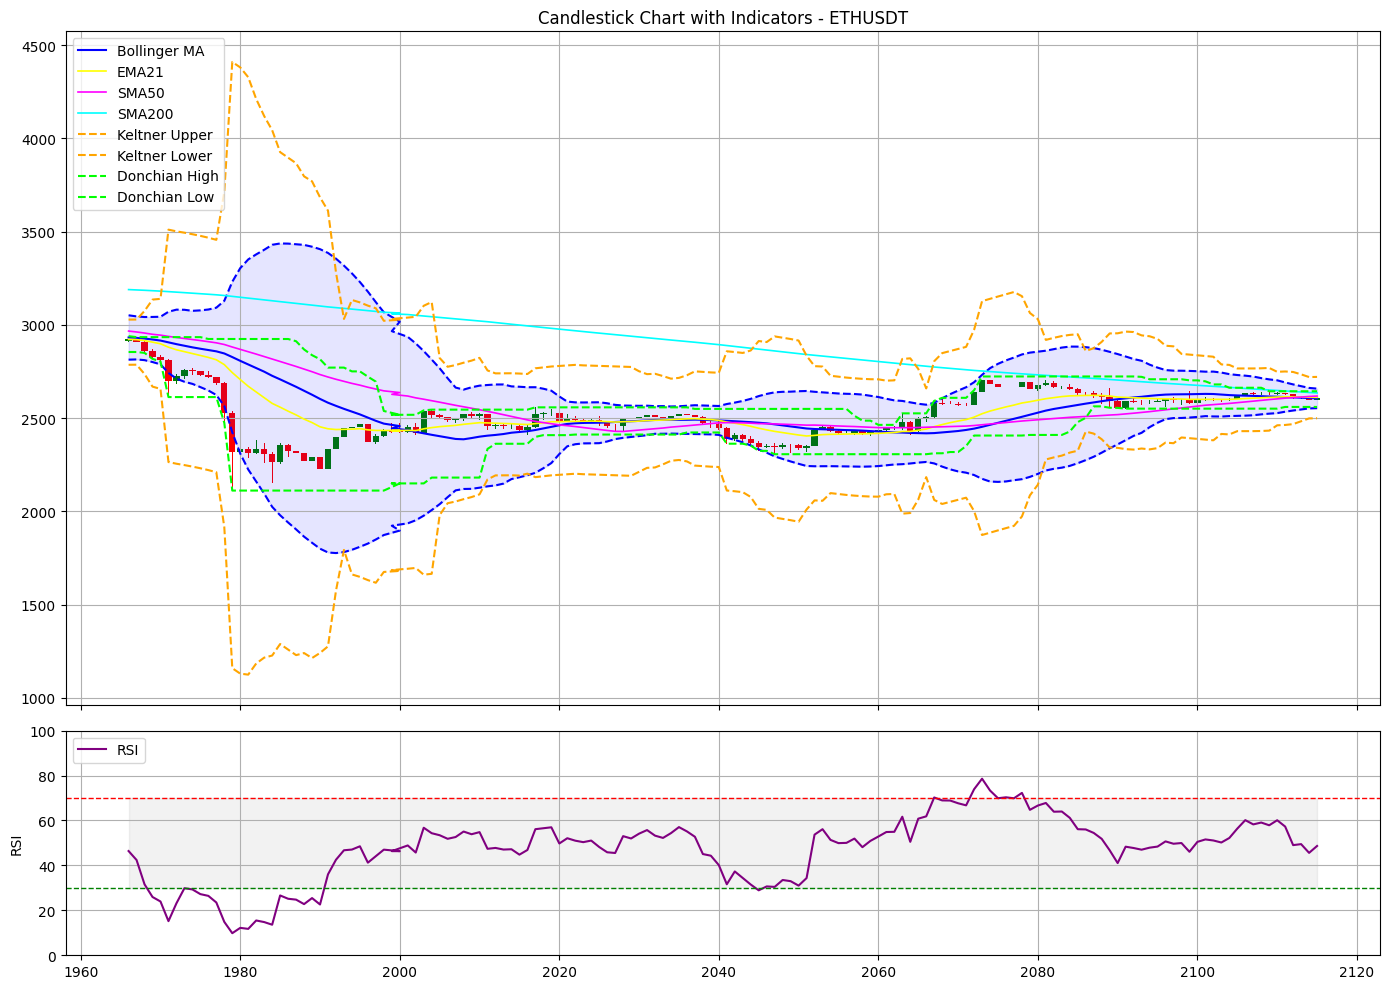 Candlestick Chart with Indicators - ETHUSDT
4500
4000
3500
3000
2500
2000
1500
1000
Bollinger MA
EMA21
SMA50
SMA200
Keltner Upper
Keltner Lower
Donchian High
Donchian Low
100
80
60
40
20
0
RSI
RSI
1960 1980 2000 2020 2040 2060 2080 2100 2120